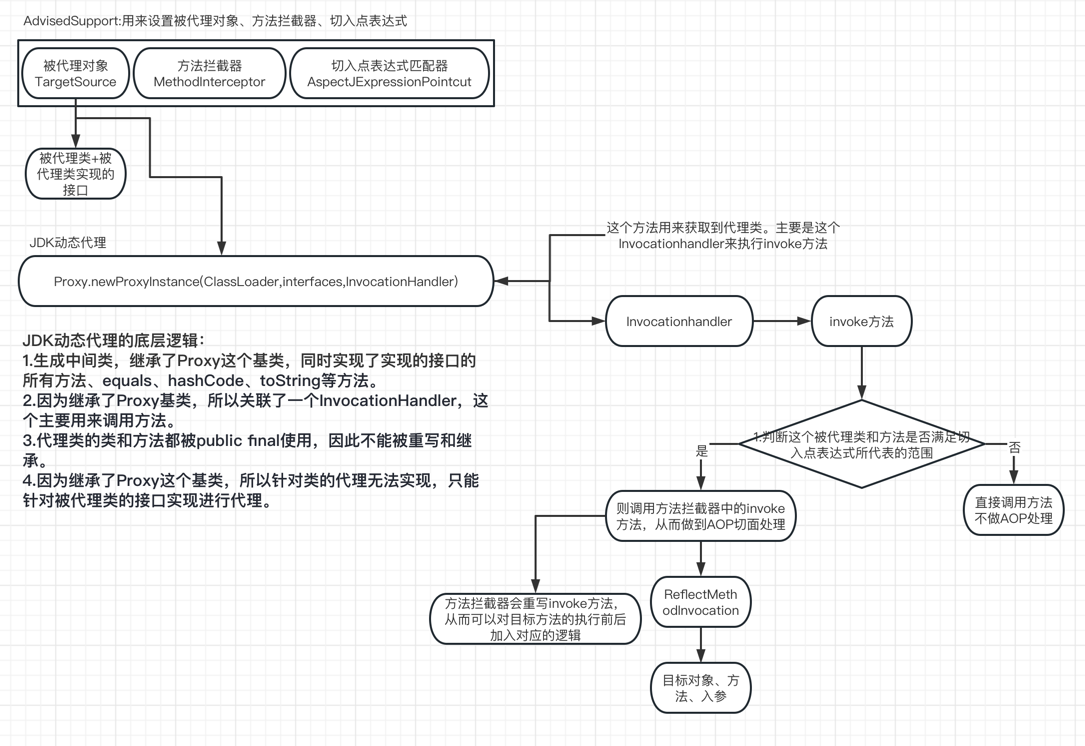 AdvisedSupport:用来设置被代理对象、方法拦截器、切入点表达式
被代理对象
TargetSource
方法拦截器
MethodInterceptor
切入点表达式匹配器
AspectJExpressionPointcut
被代理类+被
代理类实现的
接口
JDK动态代理
Proxy.newProxyInstance(ClassLoader,interfaces,InvocationHandler)
这个方法用来获取到代理类。主要是这个
Invocationhandler来执行invoke方法
Invocationhandler
invoke方法
JDK动态代理的底层逻辑：
1.生成中间类，继承了Proxy这个基类，同时实现了实现的接口的
所有方法、equals、hashCode、toString等方法。
2.因为继承了Proxy基类，所以关联了一个InvocationHandler，这
个主要用来调用方法。
3.代理类的类和方法都被public final使用，因此不能被重写和继
承。
4.因为继承了Proxy这个基类，所以针对类的代理无法实现，只能
针对被代理类的接口实现进行代理。
1.判断这个被代理类和方法是否满足切
入点表达式所代表的范围
是
否
则调用方法拦截器中的invoke
方法，从而做到AOP切面处理
直接调用方法
不做AOP处理
方法拦截器会重写invoke方法，
从而可以对目标方法的执行前后
加入对应的逻辑
ReflectMeth
odInvocation
目标对象、方
法、入参